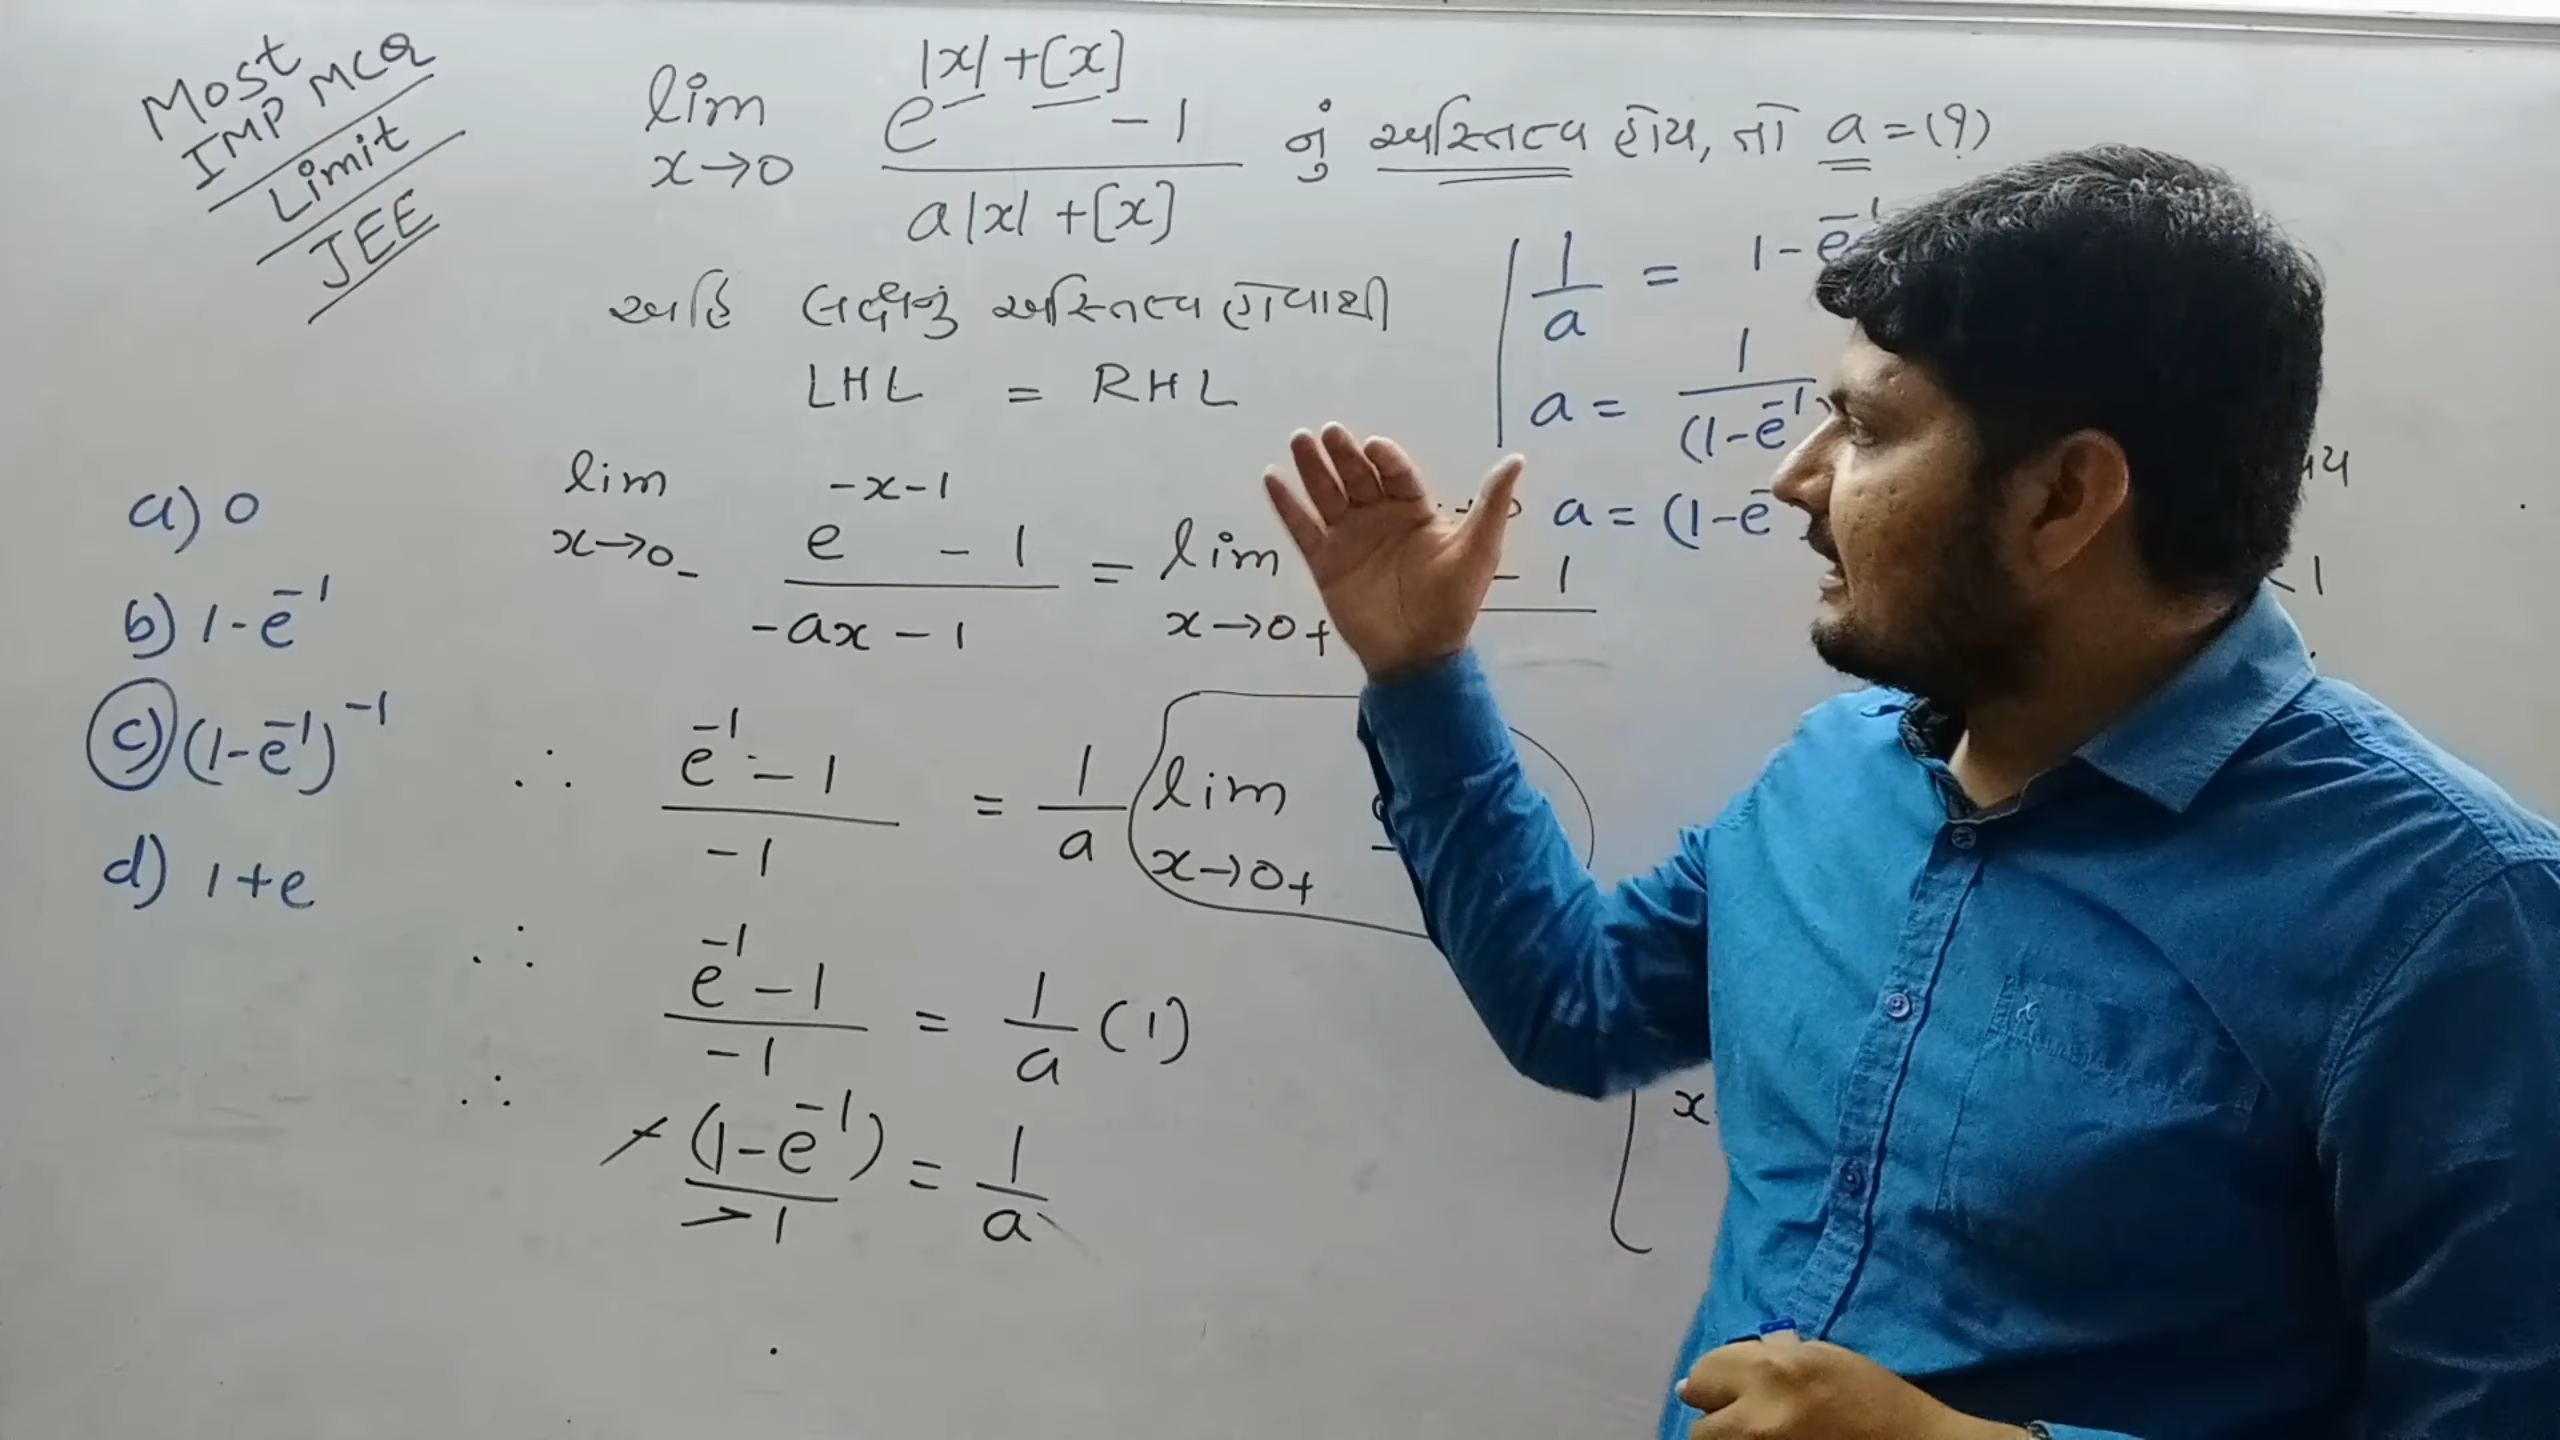 Most
IMP MCQ
Limit
JEE
lim x→0 (e^(|x|+[x]) - 1) / (a|x|+[x]) નું અસ્તિત્વ હોય, તો a = (?)
અહિં લક્ષનું અસ્તિત્વ હોવાથી
LHL = RHL
lim x→0- (e^(-x-1) - 1) / (-ax-1) = lim x→0+ - 1
∴ (e^-1 - 1) / -1 = 1/a lim x→0+
∴ (e^-1 - 1) / -1 = 1/a (1)
∴ -(1-e^-1) / -1 = 1/a
a) 0
b) 1-e^-1
c) (1-e^-1)^-1
d) 1+e
1/a = 1-e^-1
a = 1/(1-e^-1)
a = (1-e^-
x